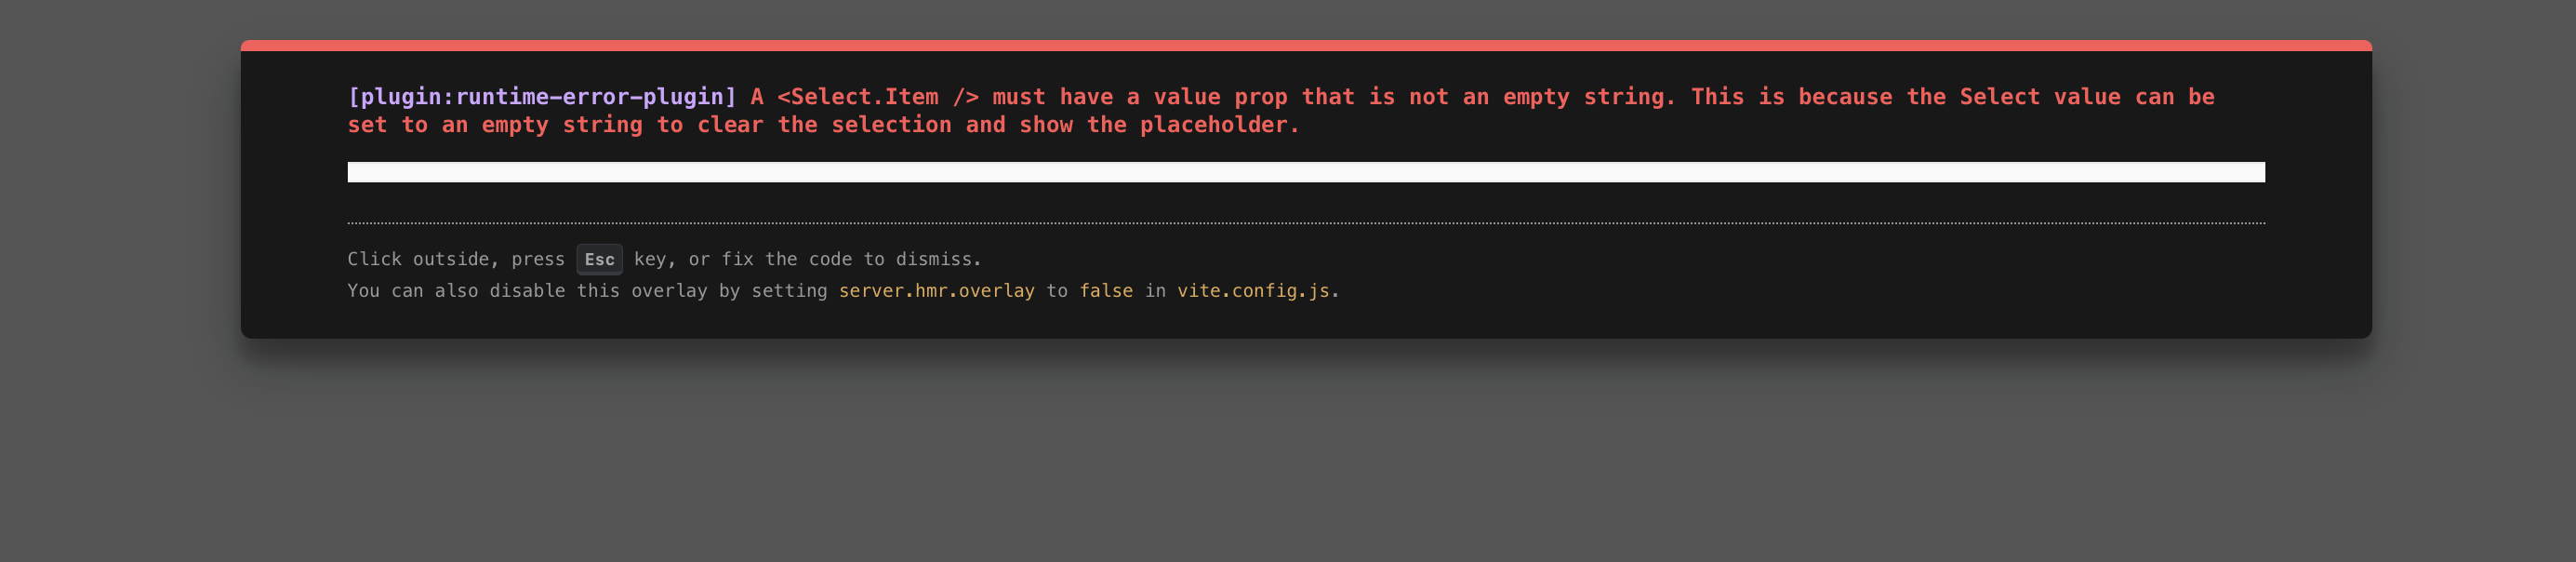 [plugin:runtime-error-plugin] A <Select.Item /> must have a value prop that is not an empty string. This is because the Select value can be
set to an empty string to clear the selection and show the placeholder.
Click outside, press Esc key, or fix the code to dismiss.
You can also disable this overlay by setting server.hmr.overlay to false in vite.config.js.